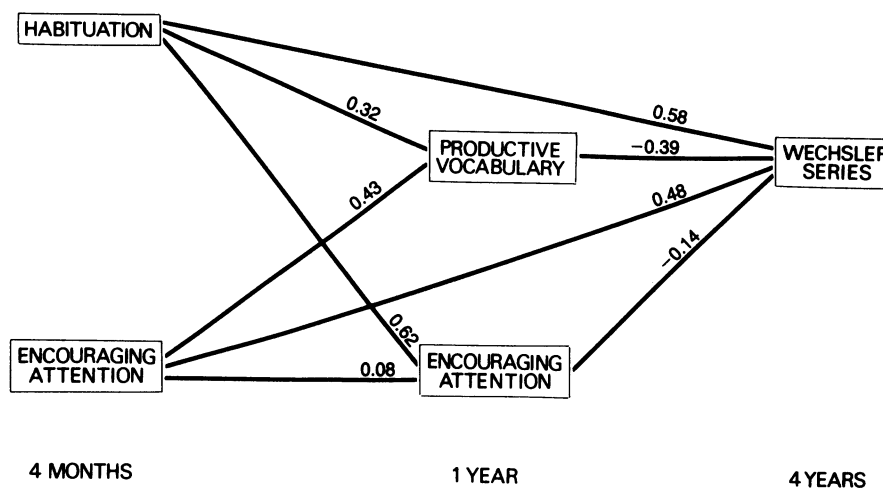 HABITUATION
0.58
0.32
PRODUCTIVE
VOCABULARY
-0.39
WECHSLER
SERIES
0.43
0.48
-0.14
0.62
ENCOURAGING
ATTENTION
0.08
ENCOURAGING
ATTENTION
4 MONTHS
1 YEAR
4 YEARS